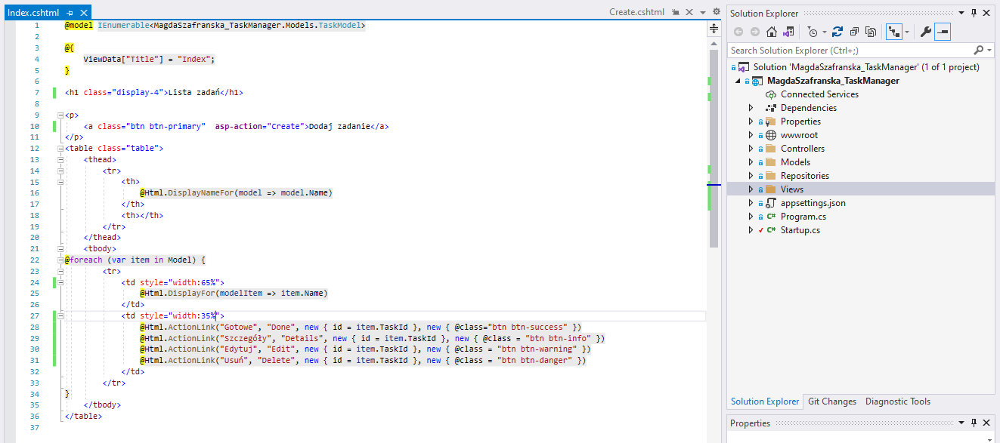 Index.cshtml
Create.cshtml
1 @model IEnumerable<MagdaSzafranska_TaskManager.Models.TaskModel>
2
3 @{
4 ViewData["Title"] = "Index";
5 }
6
7 <h1 class="display-4">Lista zadań</h1>
8
9 <p>
10 <a class="btn btn-primary"  asp-action="Create">Dodaj zadanie</a>
11 </p>
12 <table class="table">
13 <thead>
14 <tr>
15 <th>
16 @Html.DisplayNameFor(model => model.Name)
17 </th>
18 <th></th>
19 </tr>
20 </thead>
21 <tbody>
22 @foreach (var item in Model) {
23 <tr>
24 <td style="width:65%">
25 @Html.DisplayFor(modelItem => item.Name)
26 </td>
27 <td style="width:35%">
28 @Html.ActionLink("Gotowe", "Done", new { id = item.TaskId }, new { @class="btn btn-success" })
29 @Html.ActionLink("Szczegóły", "Details", new { id = item.TaskId }, new { @class = "btn btn-info" })
30 @Html.ActionLink("Edytuj", "Edit", new { id = item.TaskId }, new { @class = "btn btn-warning" })
31 @Html.ActionLink("Usuń", "Delete", new { id = item.TaskId }, new { @class = "btn btn-danger" })
32 </td>
33 </tr>
34 }
35 </tbody>
36 </table>
37
Solution Explorer
Search Solution Explorer (Ctrl+;)
Solution 'MagdaSzafranska_TaskManager' (1 of 1 project)
MagdaSzafranska_TaskManager
Connected Services
Dependencies
Properties
wwwroot
Controllers
Models
Repositories
Views
appsettings.json
C# Program.cs
C# Startup.cs
Solution Explorer Git Changes Diagnostic Tools
Properties